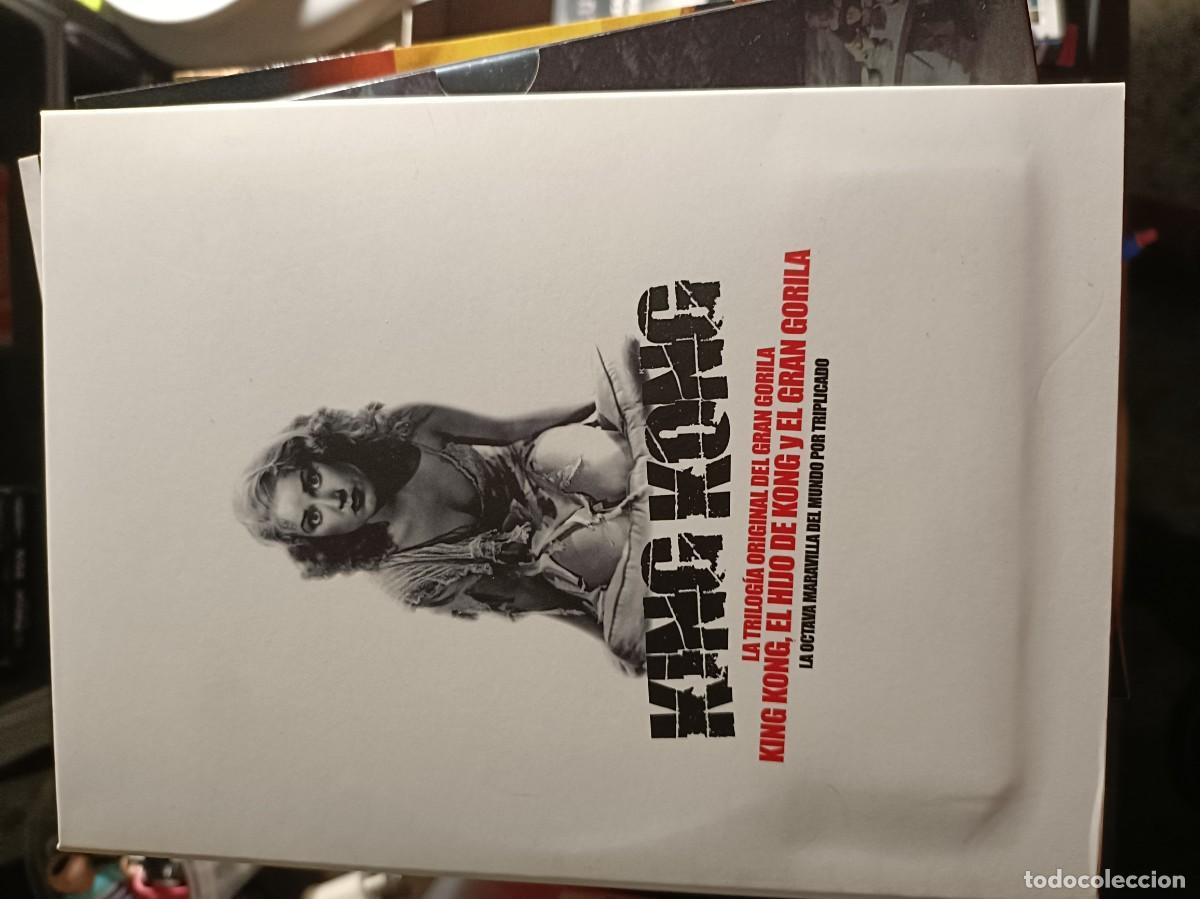 KING KONG
LA TRILOGÍA ORIGINAL DEL GRAN GORILA
KING KONG, EL HIJO DE KONG y EL GRAN GORILA
LA OCTAVA MARAVILLA DEL MUNDO POR TRIPLICADO
todocoleccion